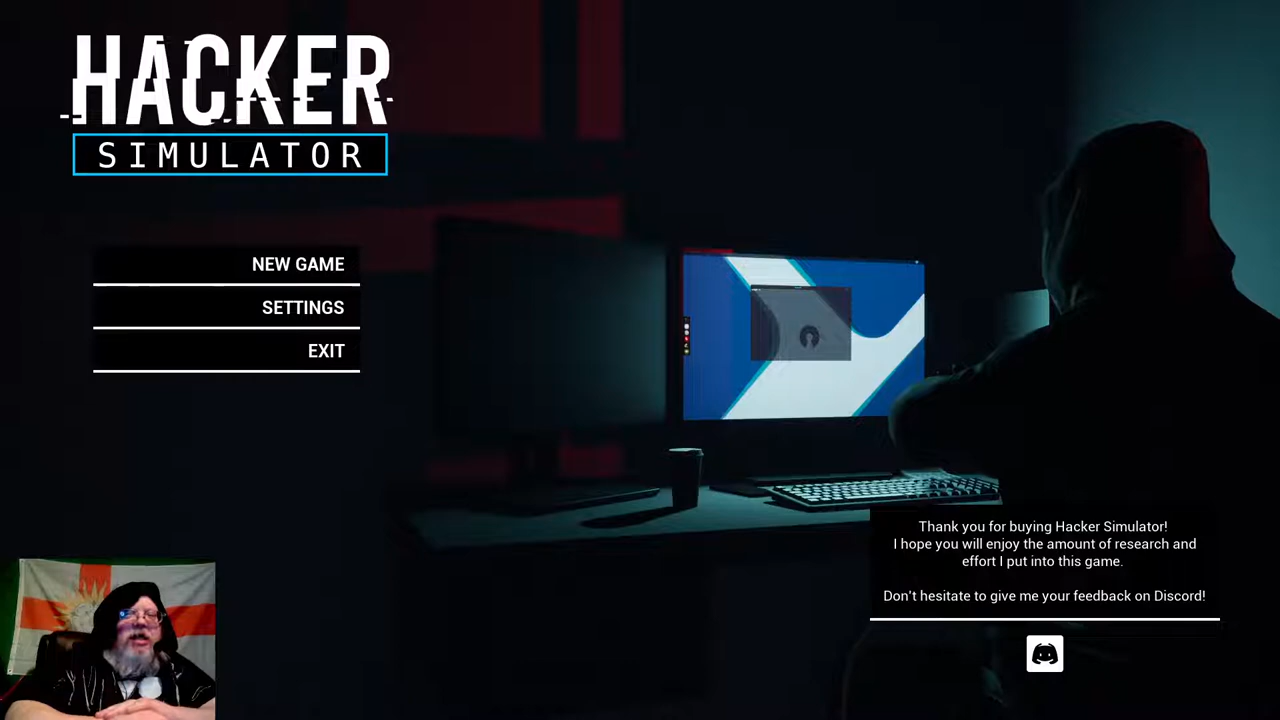 HACKER
SIMULATOR
NEW GAME
SETTINGS
EXIT
Thank you for buying Hacker Simulator!
I hope you will enjoy the amount of research and
effort I put into this game.
Don't hesitate to give me your feedback on Discord!